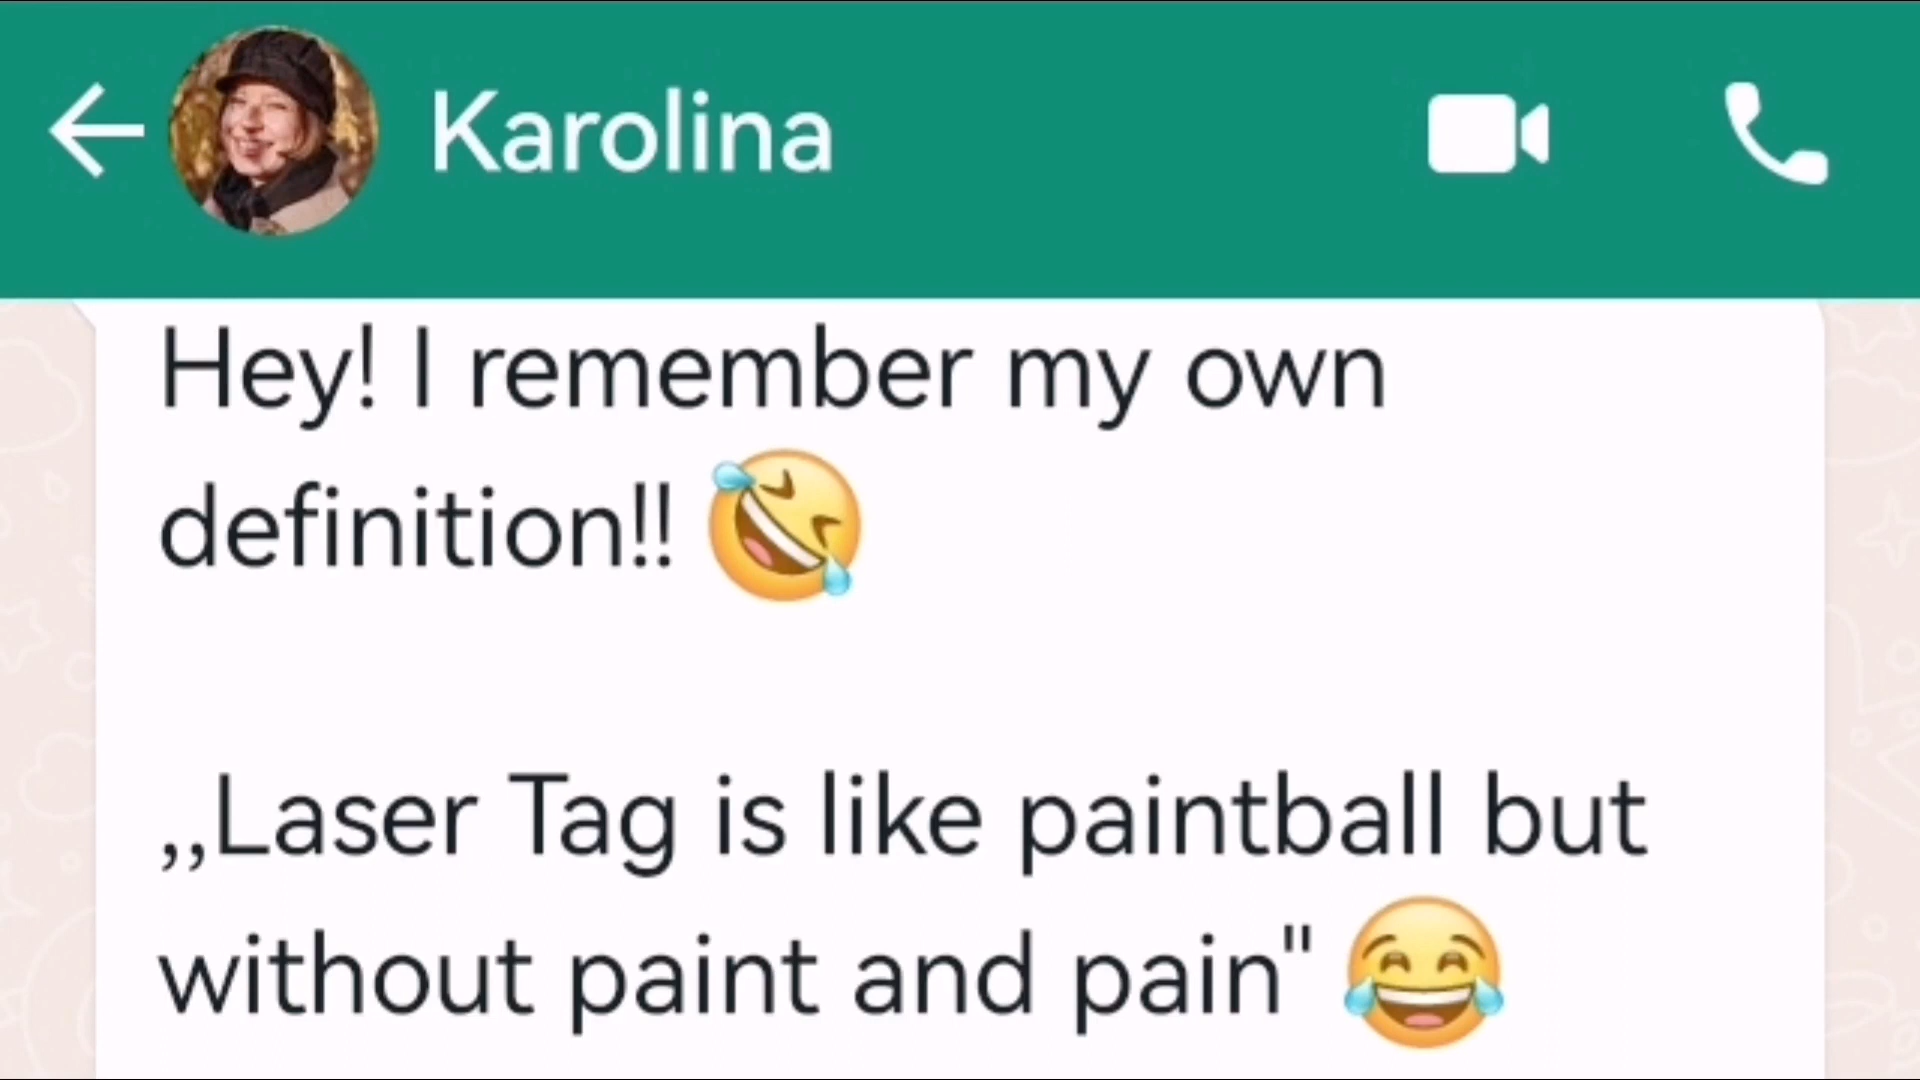 Karolina
Hey! I remember my own
definition!! 🤣
,,Laser Tag is like paintball but
without paint and pain" 😂